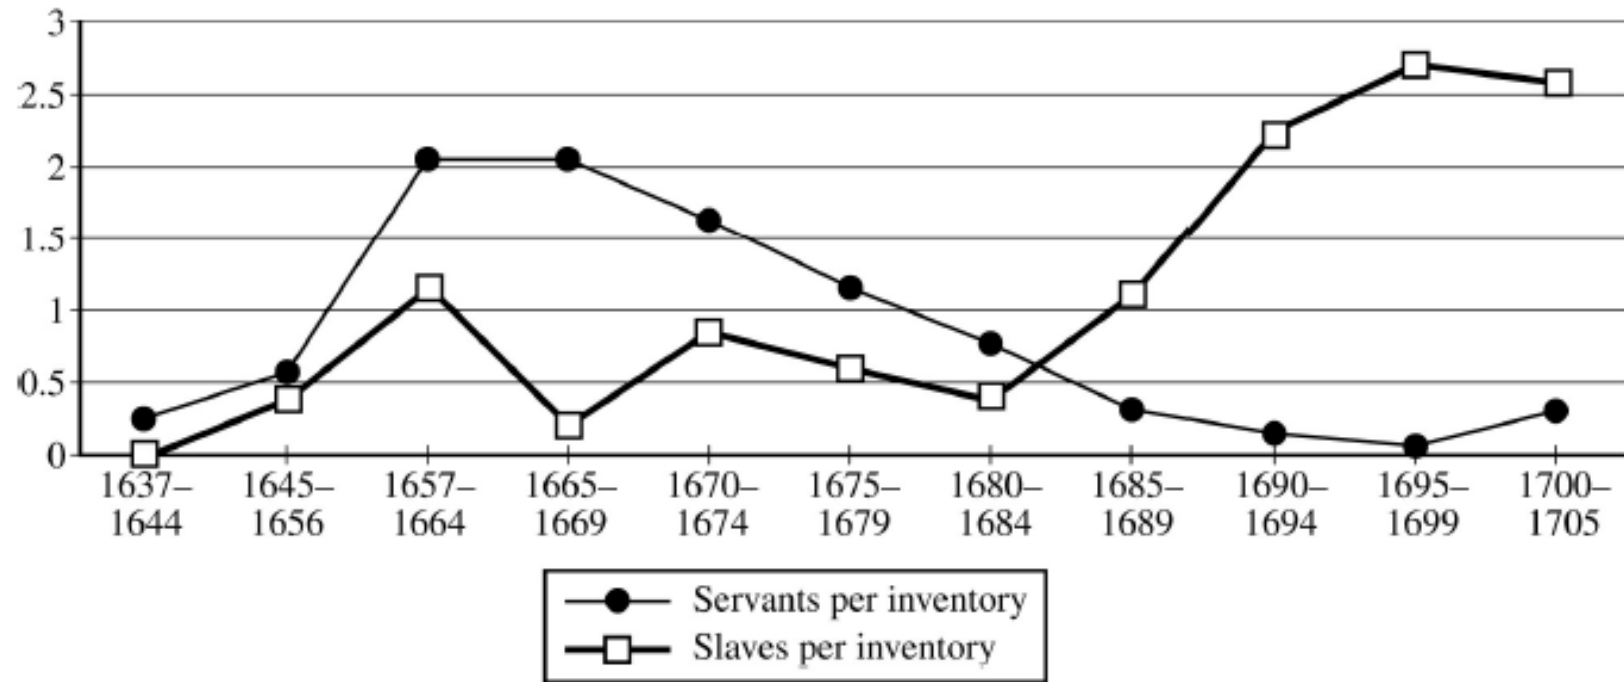 3
2.5
2
1.5
1
0.5
0
1637– 1645– 1657– 1665– 1670– 1675– 1680– 1685– 1690– 1695– 1700–
1644 1656 1664 1669 1674 1679 1684 1689 1694 1699 1705
Servants per inventory
Slaves per inventory